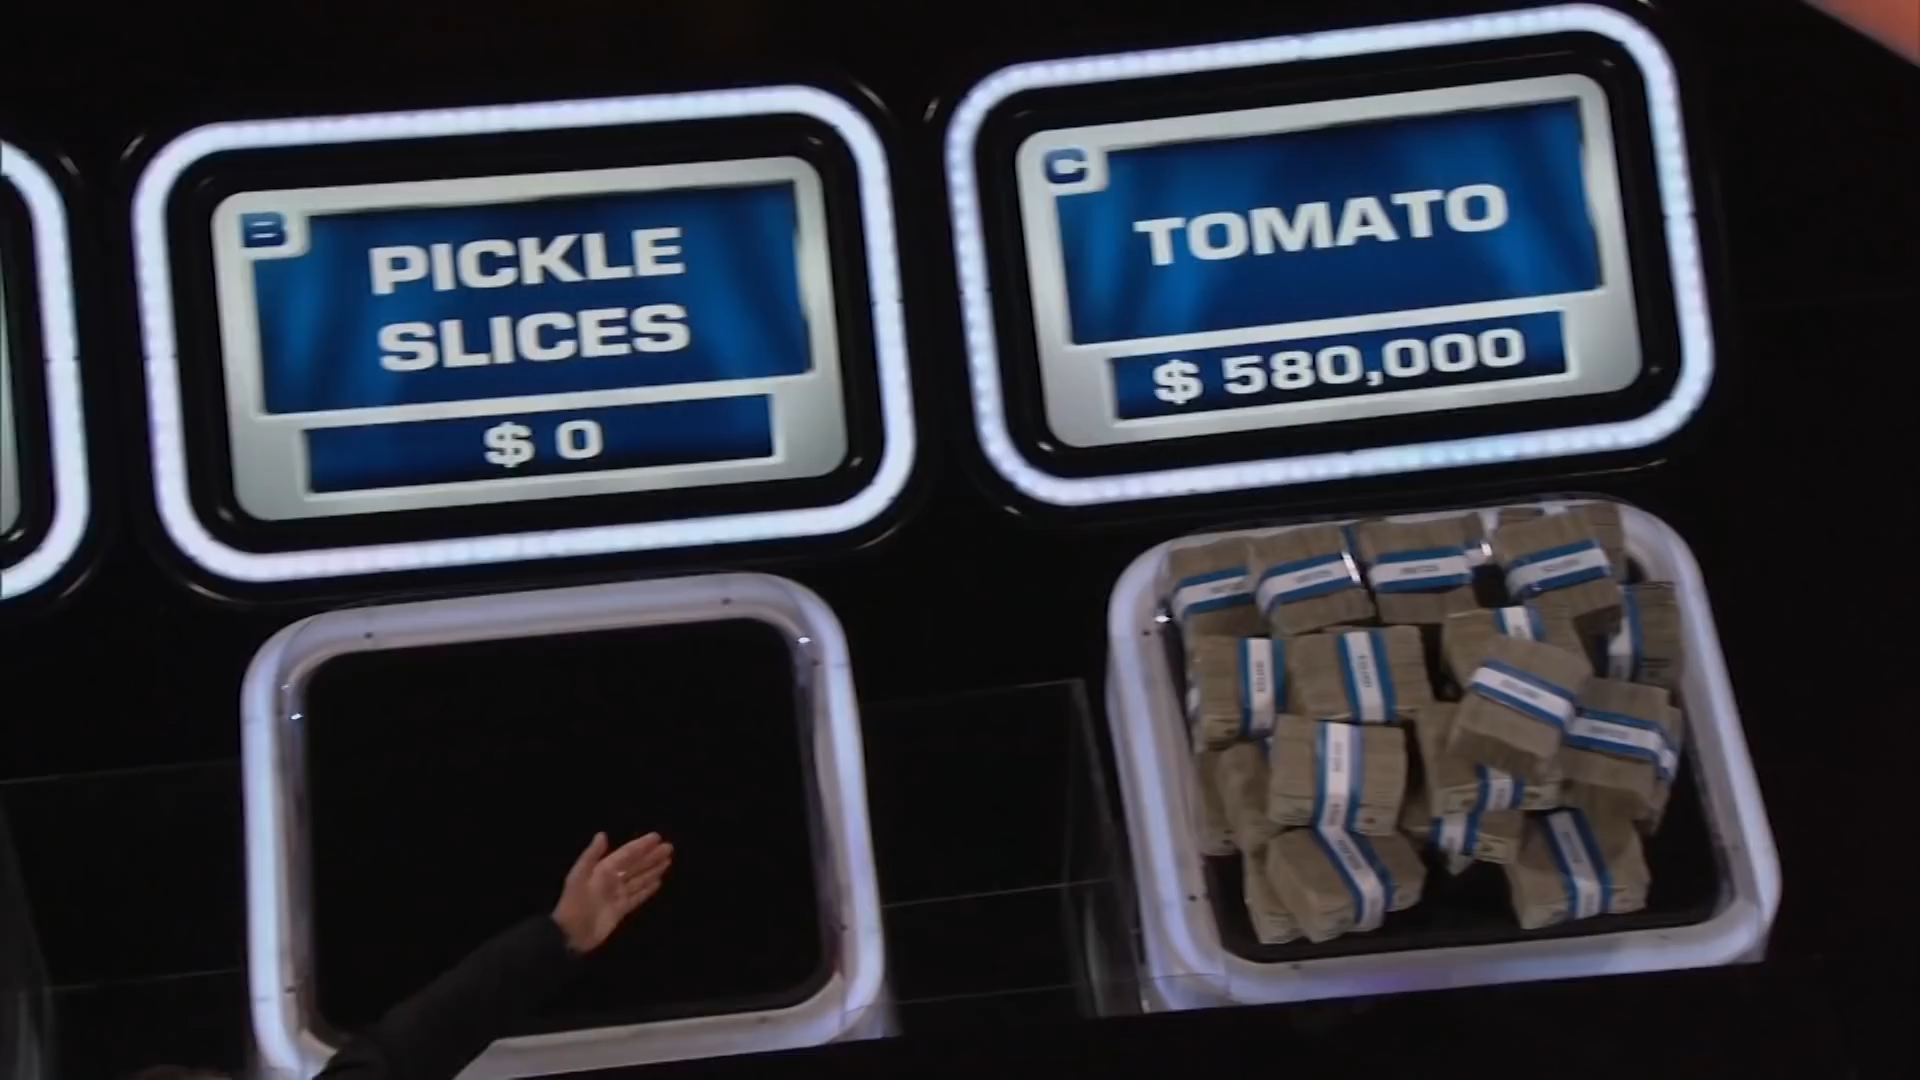 B
PICKLE
SLICES
$ 0
C
TOMATO
$ 580,000